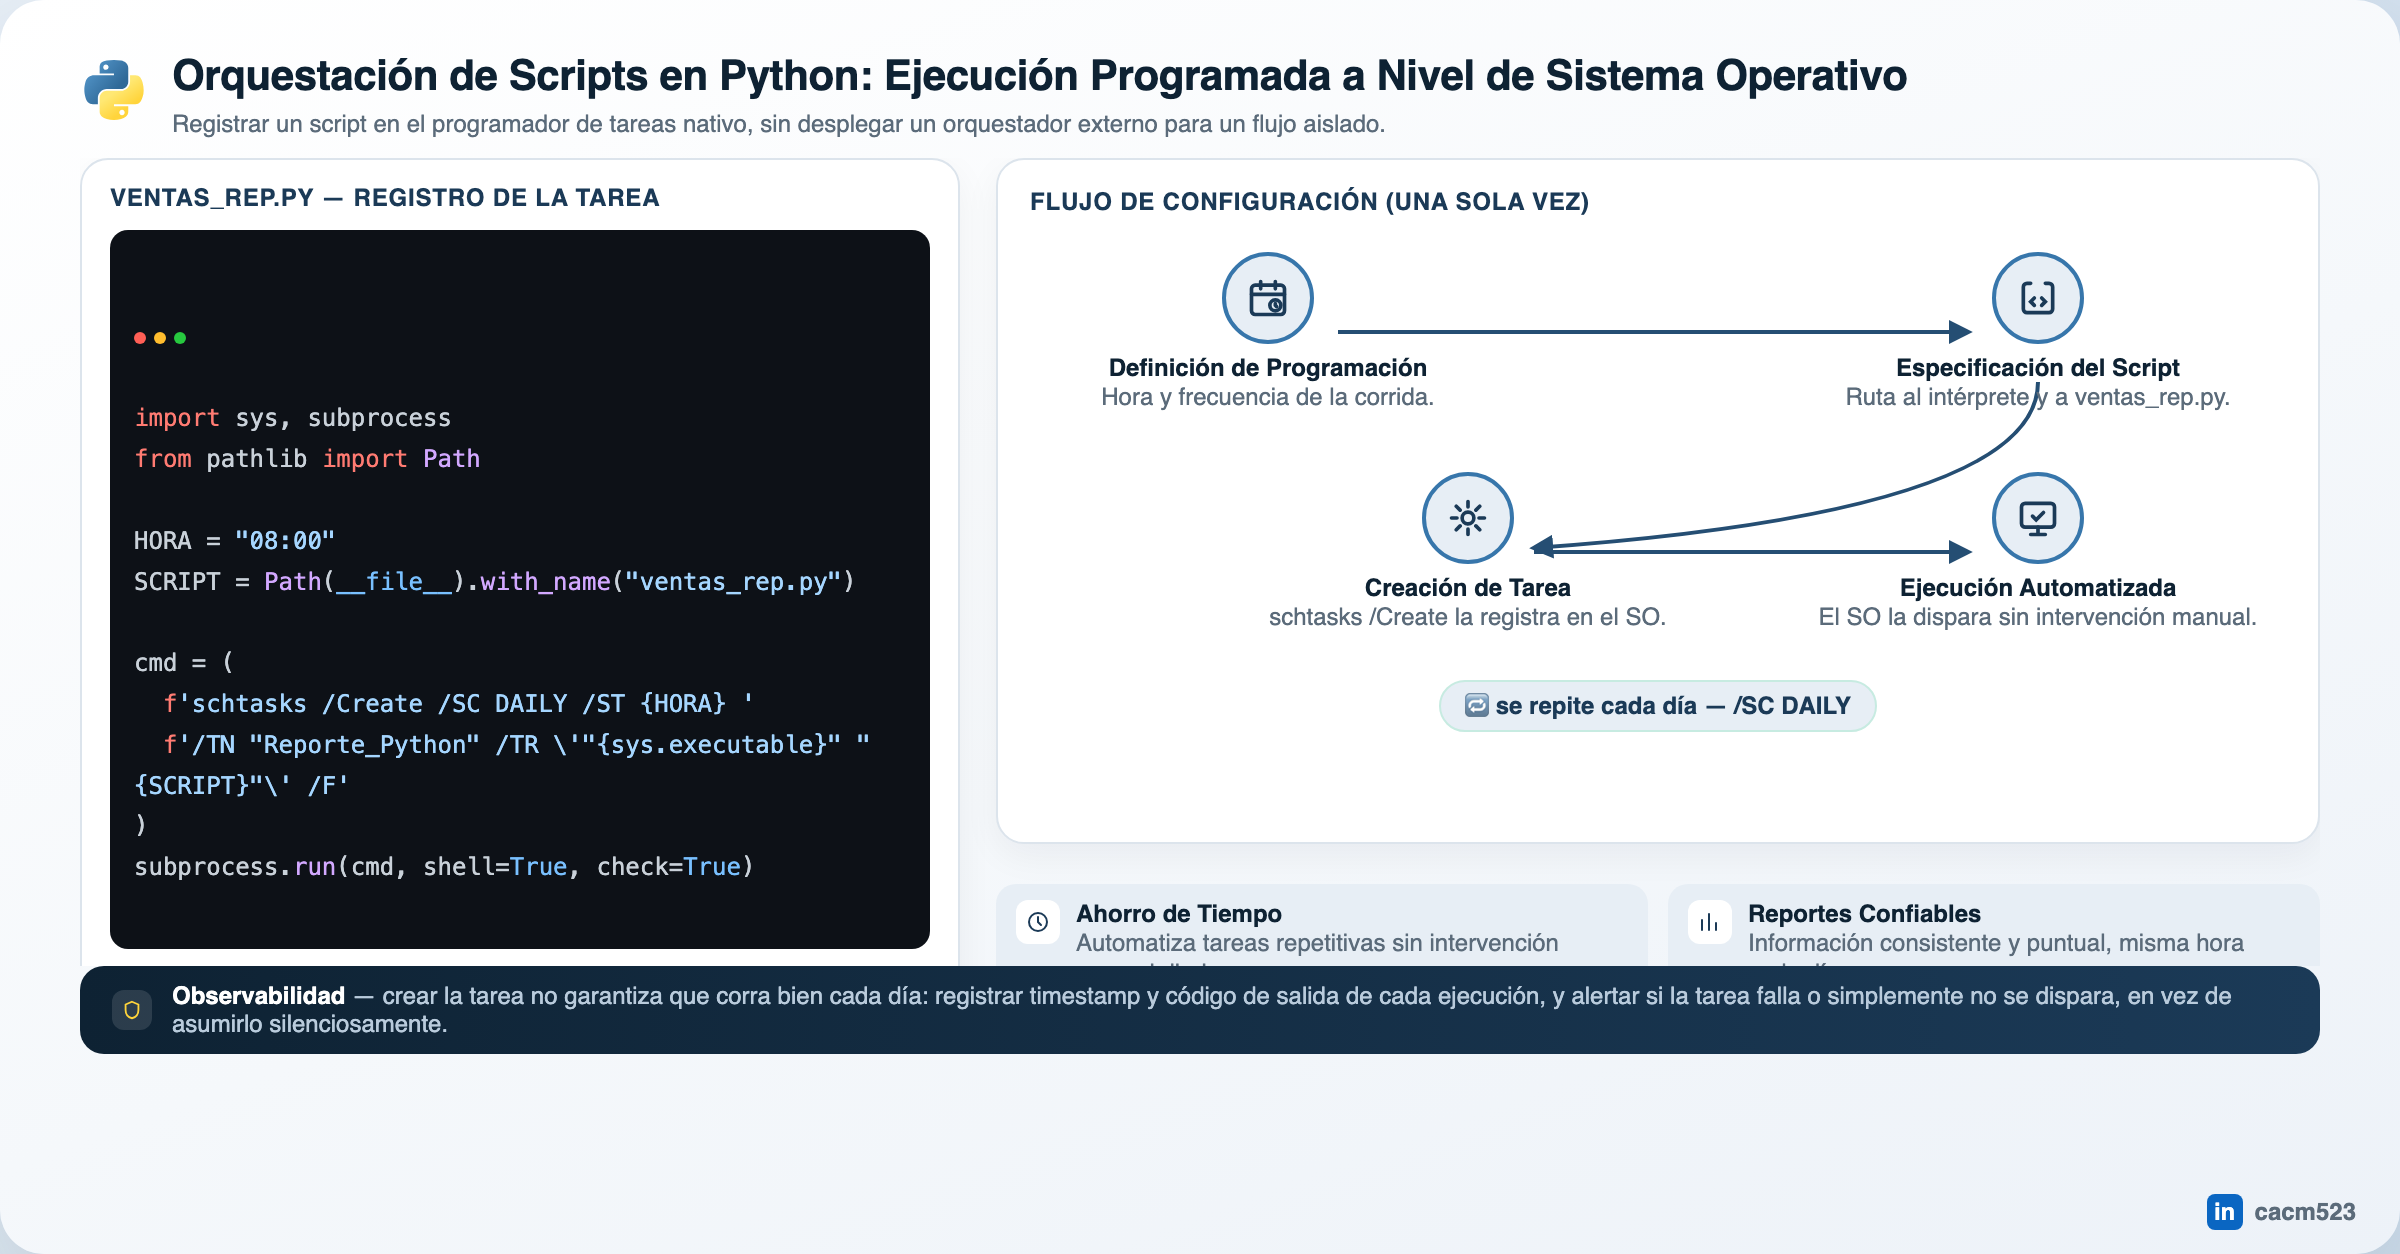 Orquestación de Scripts en Python: Ejecución Programada a Nivel de Sistema Operativo
Registrar un script en el programador de tareas nativo, sin desplegar un orquestador externo para un flujo aislado.
VENTAS_REP.PY — REGISTRO DE LA TAREA
import sys, subprocess
from pathlib import Path
HORA = "08:00"
SCRIPT = Path(__file__).with_name("ventas_rep.py")
cmd = (
f'schtasks /Create /SC DAILY /ST {HORA} '
f'/TN "Reporte_Python" /TR \'"{sys.executable}" "
{SCRIPT}"\' /F'
)
subprocess.run(cmd, shell=True, check=True)
FLUJO DE CONFIGURACIÓN (UNA SOLA VEZ)
Definición de Programación
Hora y frecuencia de la corrida.
Especificación del Script
Ruta al intérprete y a ventas_rep.py.
Creación de Tarea
schtasks /Create la registra en el SO.
Ejecución Automatizada
El SO la dispara sin intervención manual.
se repite cada día — /SC DAILY
Ahorro de Tiempo
Automatiza tareas repetitivas sin intervención
Reportes Confiables
Información consistente y puntual, misma hora
Observabilidad — crear la tarea no garantiza que corra bien cada día: registrar timestamp y código de salida de cada ejecución, y alertar si la tarea falla o simplemente no se dispara, en vez de
asumirlo silenciosamente.
in cacm523